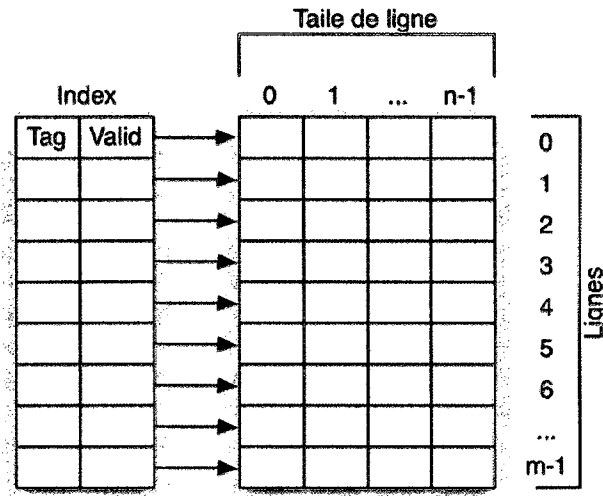 Taile de ligne
Index
0 1 ... n-1
Tag Valid
0
1
2
3
4
5
6
...
m-1
Lignes